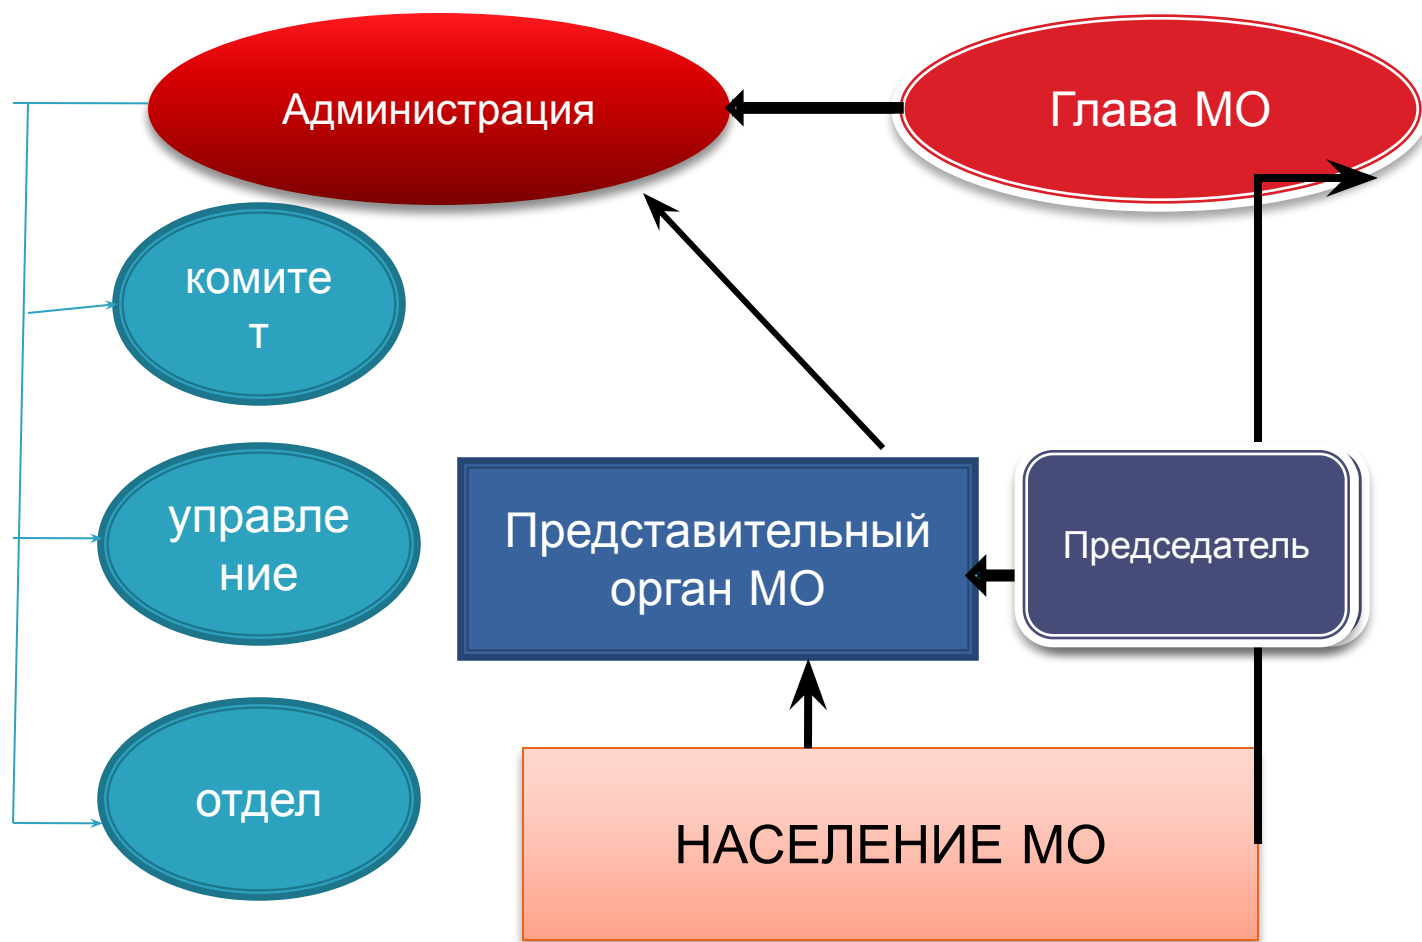 Администрация
Глава МО
комите
т
управле
ние
Представительный
орган МО
Председатель
отдел
НАСЕЛЕНИЕ МО